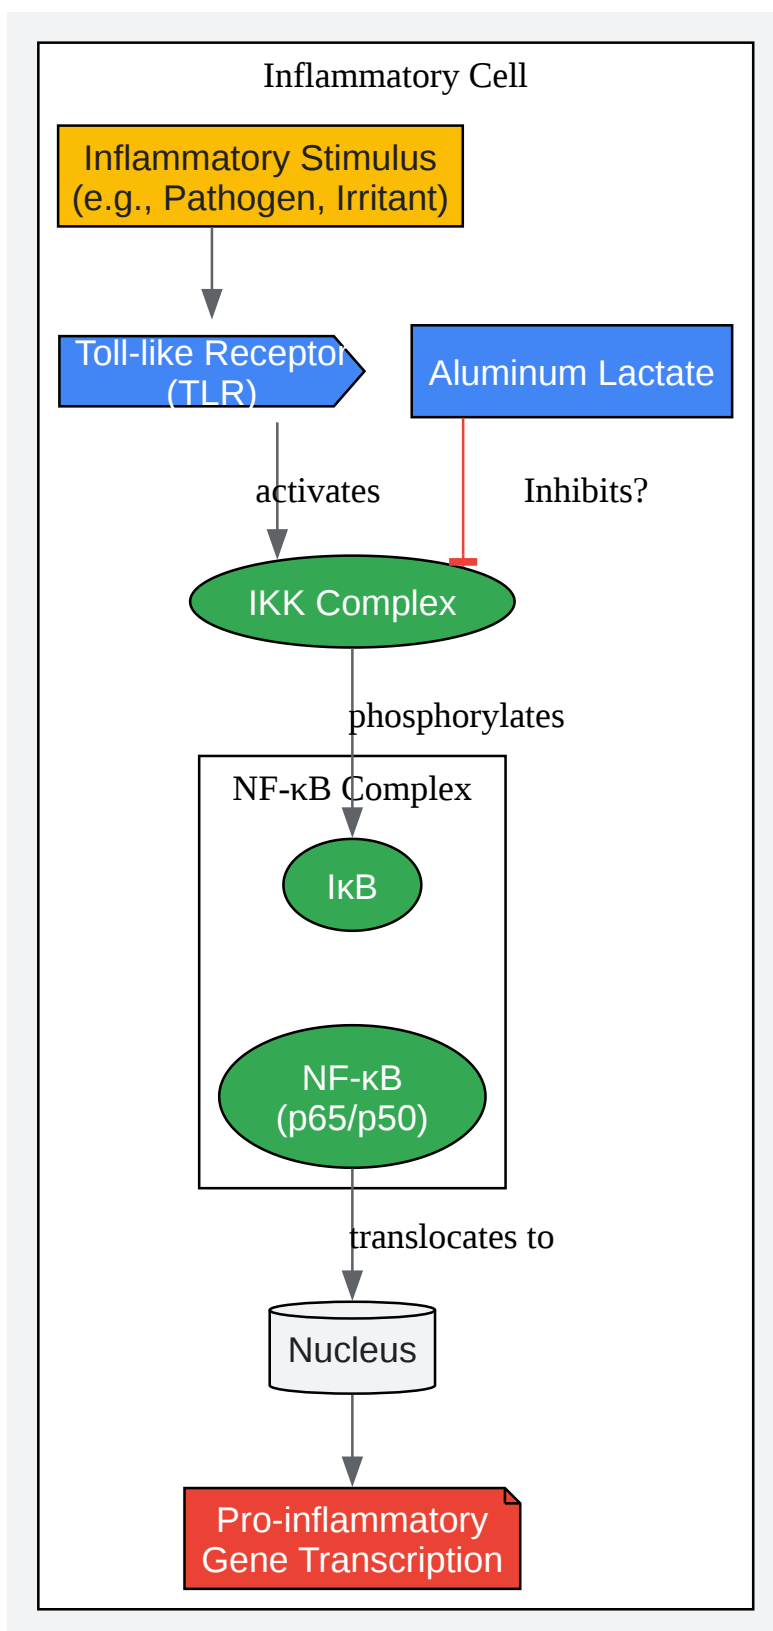 Inflammatory Cell
Inflammatory Stimulus
(e.g., Pathogen, Irritant)
Toll-like Receptor
(TLR)
Aluminum Lactate
activates
Inhibits?
IKK Complex
phosphorylates
NF-κB Complex
IκB
NF-κB
(p65/p50)
translocates to
Nucleus
Pro-inflammatory
Gene Transcription